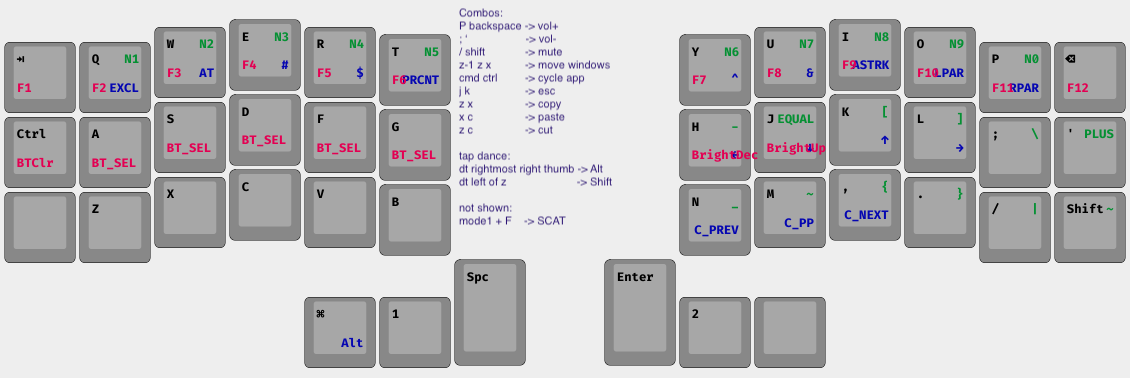 Combos:
P backspace -> vol+
; ' -> vol-
/ shift -> mute
z-1 z x -> move windows
cmd ctrl -> cycle app
j k -> esc
z x -> copy
x c -> paste
z c -> cut
tap dance:
dt rightmost right thumb -> Alt
dt left of z -> Shift
not shown:
mode1 + F -> SCAT
⇥
F1
Q N1
F2 EXCL
W N2
F3 AT
E N3
F4 #
R N4
F5 $
T N5
F6 PRCNT
Y N6
F7 ^
U N7
F8 &
I N8
F9 ASTRK
O N9
F10 LPAR
P N0
F11 RPAR
⌫
F12
Ctrl
BTClr
A
BT_SEL
S
BT_SEL
D
BT_SEL
F
BT_SEL
G
BT_SEL
H -
BrightDec ←
J EQUAL
BrightUp ↓
K [
↑
L ]
→
; \
' PLUS
Z
X
C
V
B
N _
C_PREV
M ~
C_PP
, {
C_NEXT
. }
/ |
Shift ~
⌘
Alt
1
Spc
Enter
2